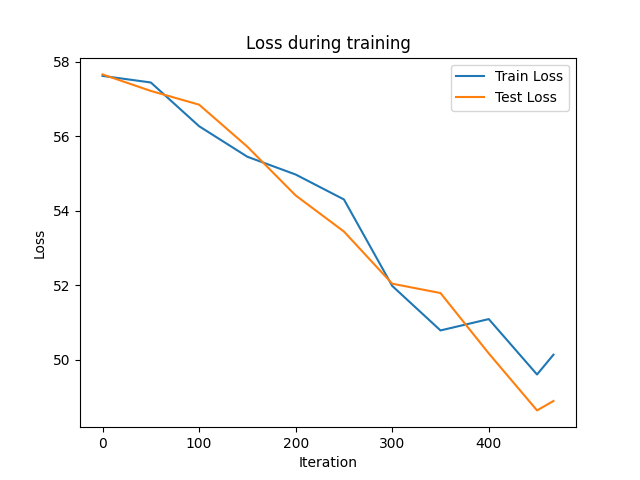 Loss during training
Train Loss
Test Loss
58
56
54
52
50
Loss
0 100 200 300 400
Iteration